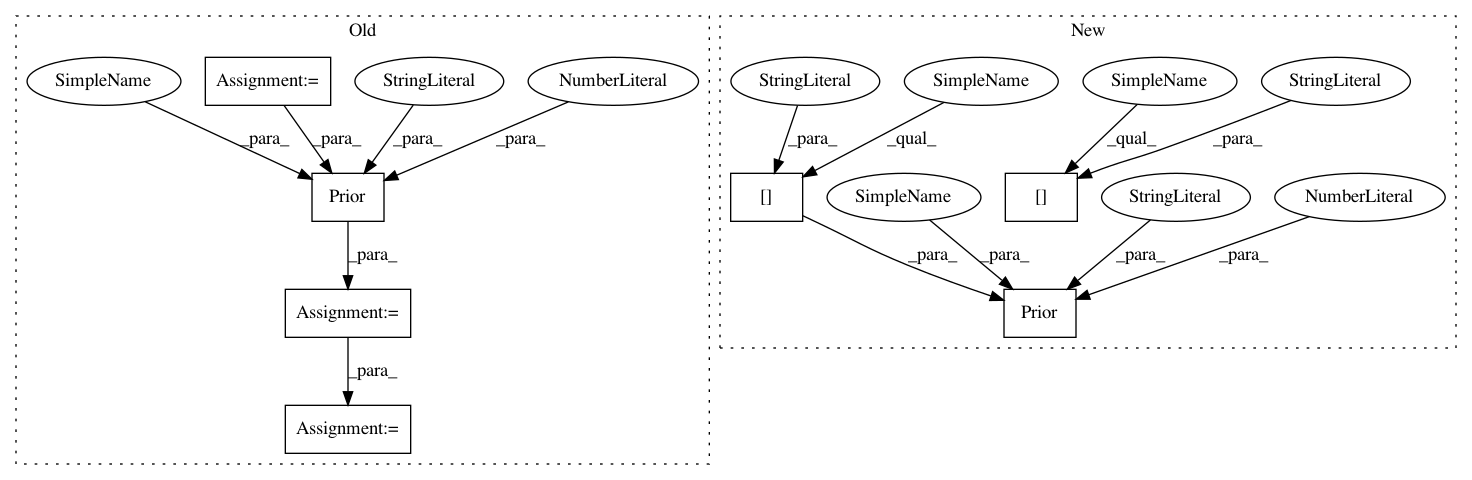 Old
New
SimpleName
Assignment:=
StringLiteral
NumberLiteral
StringLiteral
SimpleName
SimpleName
StringLiteral
_para_
_para_
_para_
_para_
_para_
_qual_
_qual_
_para_
Prior
[]
SimpleName
[]
StringLiteral
NumberLiteral
_para_
_para_
_para_
_para_
_para_
Assignment:=
Prior
_para_
Assignment:=